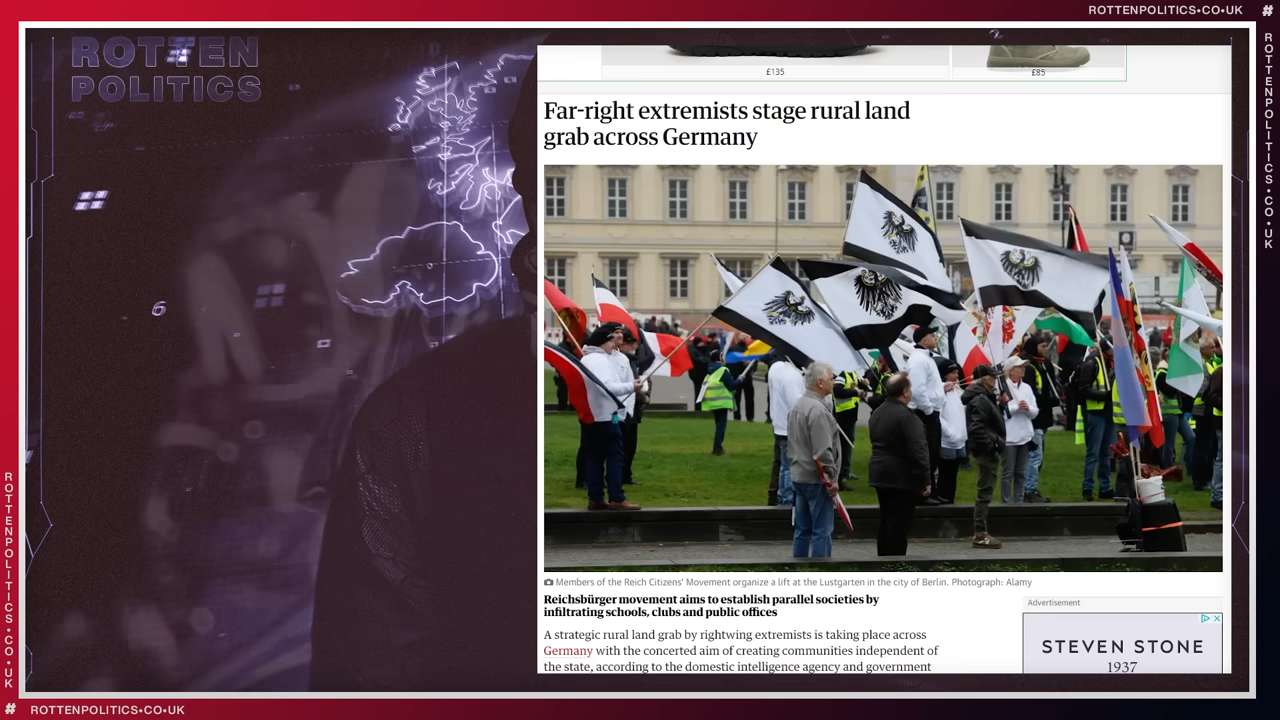 ROTTENPOLITICS•CO•UK #
ROTTEN
POLITICS
£135
£85
Far-right extremists stage rural land
grab across Germany
Members of the Reich Citizens' Movement organize a lift at the Lustgarten in the city of Berlin. Photograph: Alamy
Reichsbürger movement aims to establish parallel societies by
infiltrating schools, clubs and public offices
A strategic rural land grab by rightwing extremists is taking place across
Germany with the concerted aim of creating communities independent of
the state, according to the domestic intelligence agency and government
Advertisement
STEVEN STONE
1937
6
ROTTENPOLITICS•CO•UK
ROTTENPOLITICS•CO•UK
# ROTTENPOLITICS•CO•UK